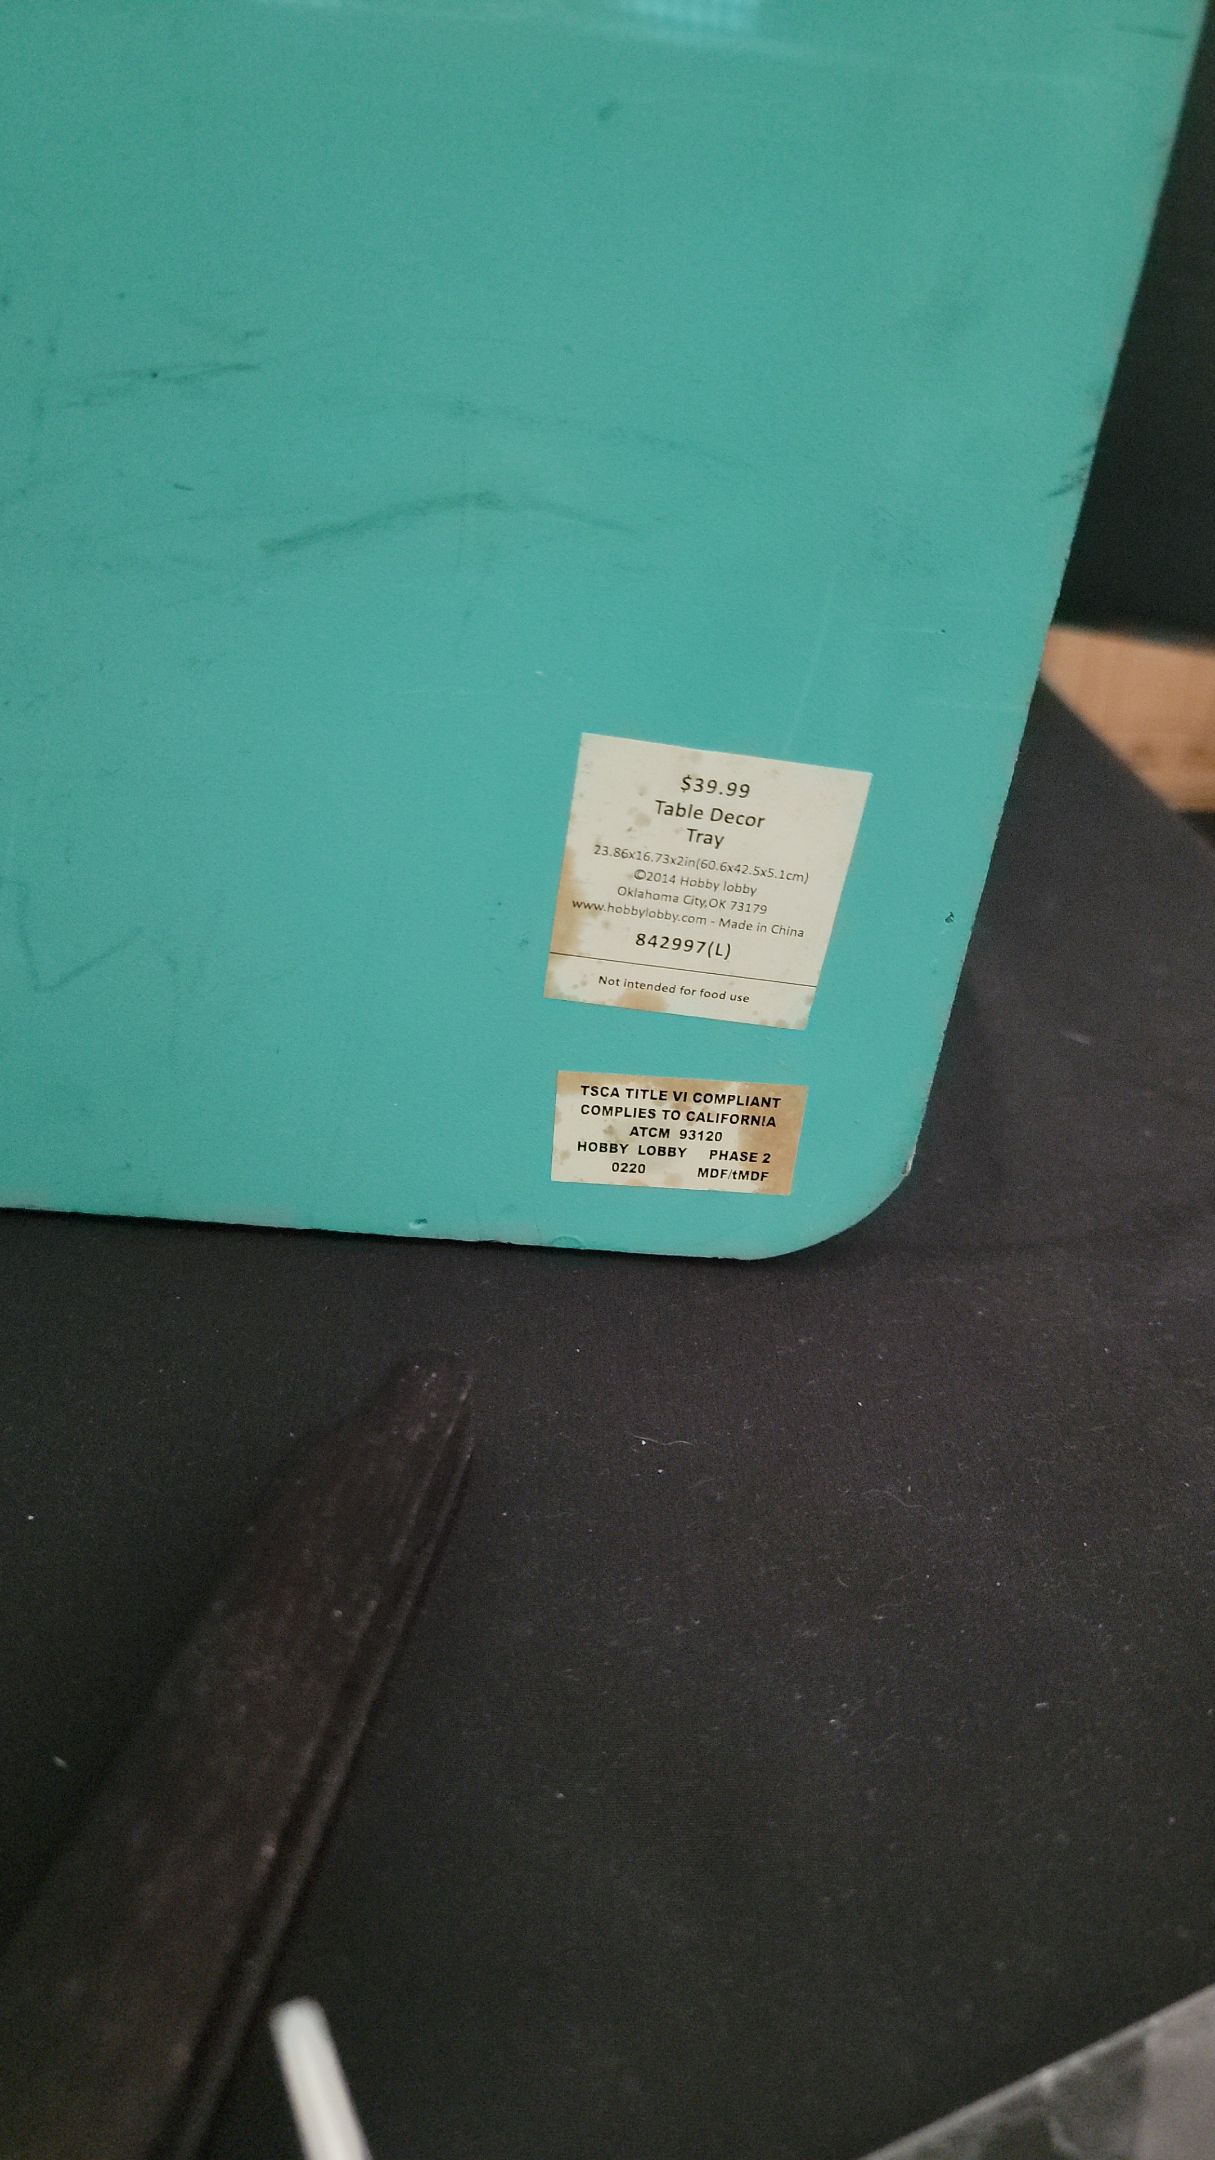 $39.99
Table Decor
Tray
23.86x16.73x2in(60.6x42.5x5.1cm)
©2014 Hobby lobby
Oklahoma City,OK 73179
www.hobbylobby.com - Made in China
842997(L)
Not intended for food use
TSCA TITLE VI COMPLIANT
COMPLIES TO CALIFORNIA
ATCM 93120
HOBBY LOBBY PHASE 2
0220 MDF/tMDF